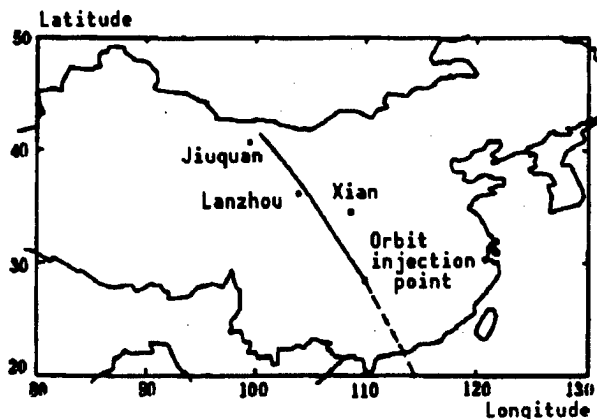 Latitude
50
40
30
20
Jiuquan
Lanzhou
Xian
Orbit
injection
point
80
90
100
110
120
130
Longitude